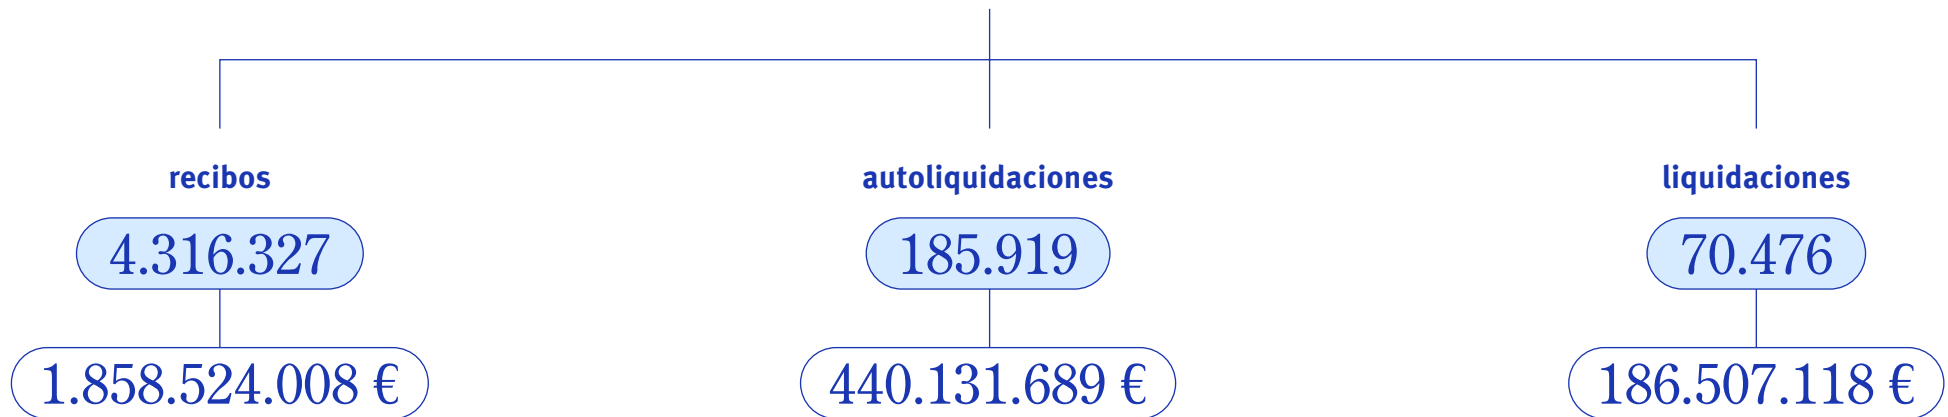 recibos autoliquidaciones liquidaciones
4.316.327 185.919 70.476
1.858.524.008 € 440.131.689 € 186.507.118 €